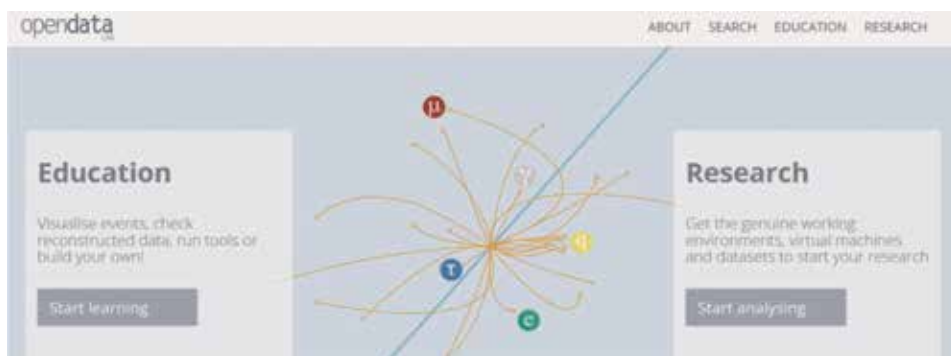 opendata
ABOUT SEARCH EDUCATION RESEARCH
μ
Education
Visualise events, check
reconstructed data, run tools or
build your own!
Start learning
τ
e
Research
Get the genuine working
environments, virtual machines
and datasets to start your research
Start analysing